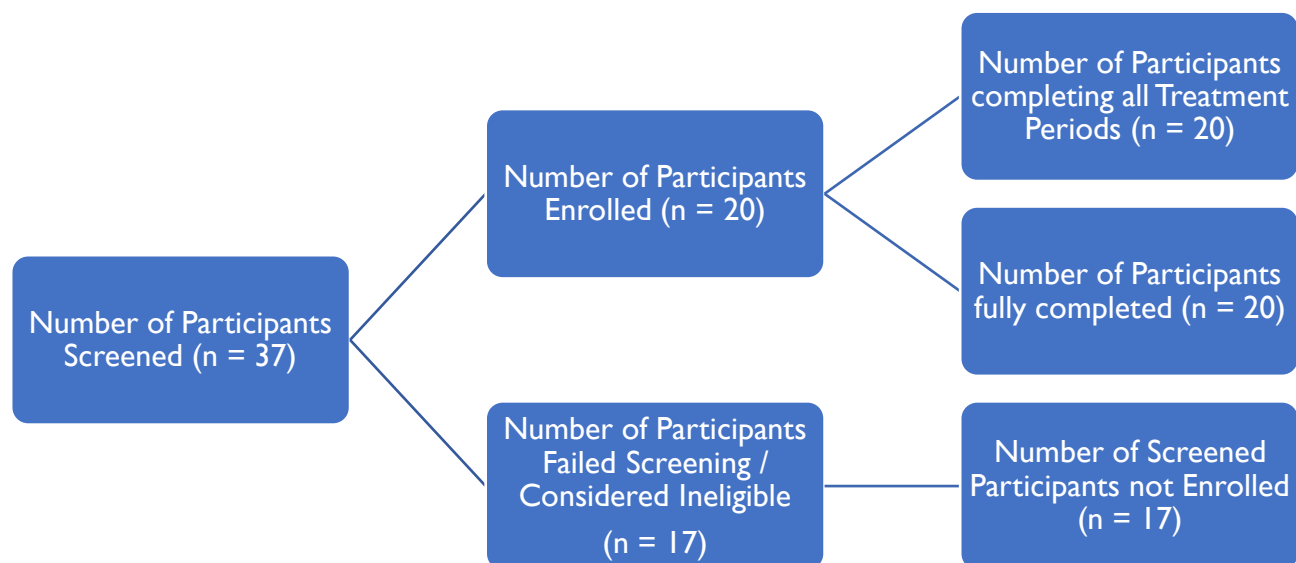 Number of Participants
Screened (n = 37)
Number of Participants
Enrolled (n = 20)
Number of Participants
Failed Screening /
Considered Ineligible
(n = 17)
Number of Participants
completing all Treatment
Periods (n = 20)
Number of Participants
fully completed (n = 20)
Number of Screened
Participants not Enrolled
(n = 17)